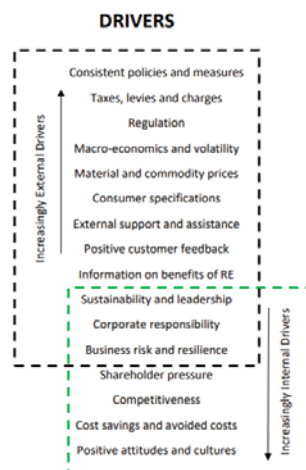 DRIVERS
Consistent policies and measures
Taxes, levies and charges
Regulation
Macro-economics and volatility
Material and commodity prices
Consumer specifications
External support and assistance
Positive customer feedback
Information on benefits of RE
Sustainability and leadership
Corporate responsibility
Business risk and resilience
Shareholder pressure
Competitiveness
Cost savings and avoided costs
Positive attitudes and cultures
Increasingly External Drivers
Increasingly Internal Drivers